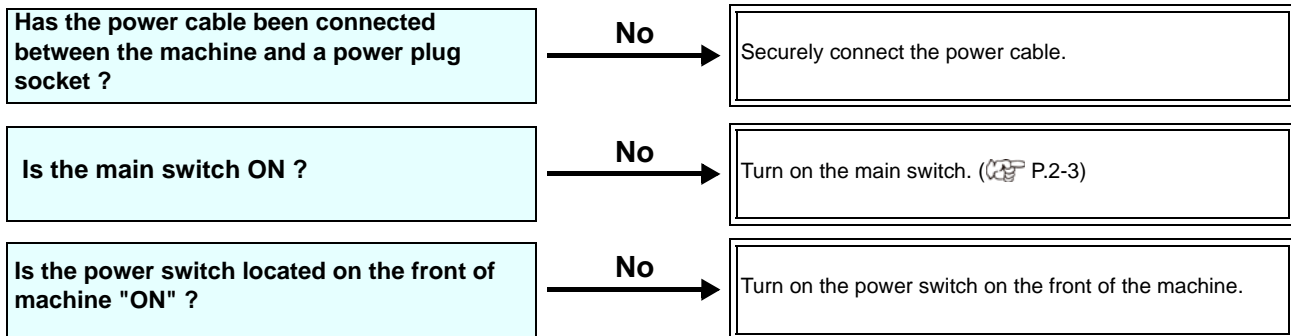 Has the power cable been connected
between the machine and a power plug
socket ?
No
Securely connect the power cable.
Is the main switch ON ?
No
Turn on the main switch. ( P.2-3)
Is the power switch located on the front of
machine "ON" ?
No
Turn on the power switch on the front of the machine.